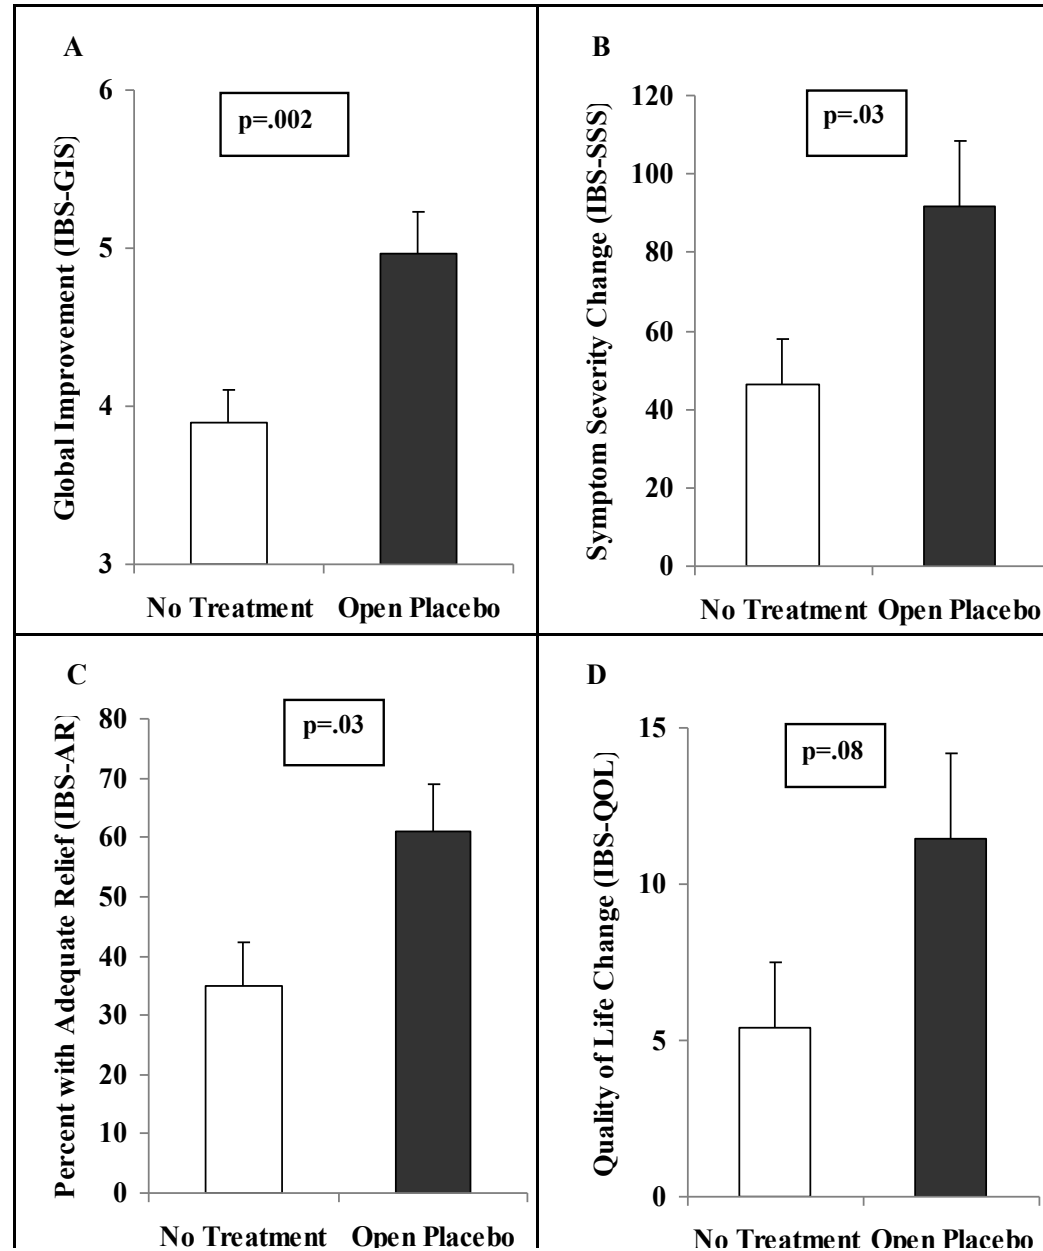 A
p=.002
Global Improvement (IBS-GIS)
6
5
4
3
No Treatment Open Placebo
B
p=.03
Symptom Severity Change (IBS-SSS)
120
100
80
60
40
20
0
No Treatment Open Placebo
C
p=.03
Percent with Adequate Relief (IBS-AR)
80
70
60
50
40
30
20
10
0
No Treatment Open Placebo
D
p=.08
Quality of Life Change (IBS-QOL)
15
10
5
0
No Treatment Open Placebo